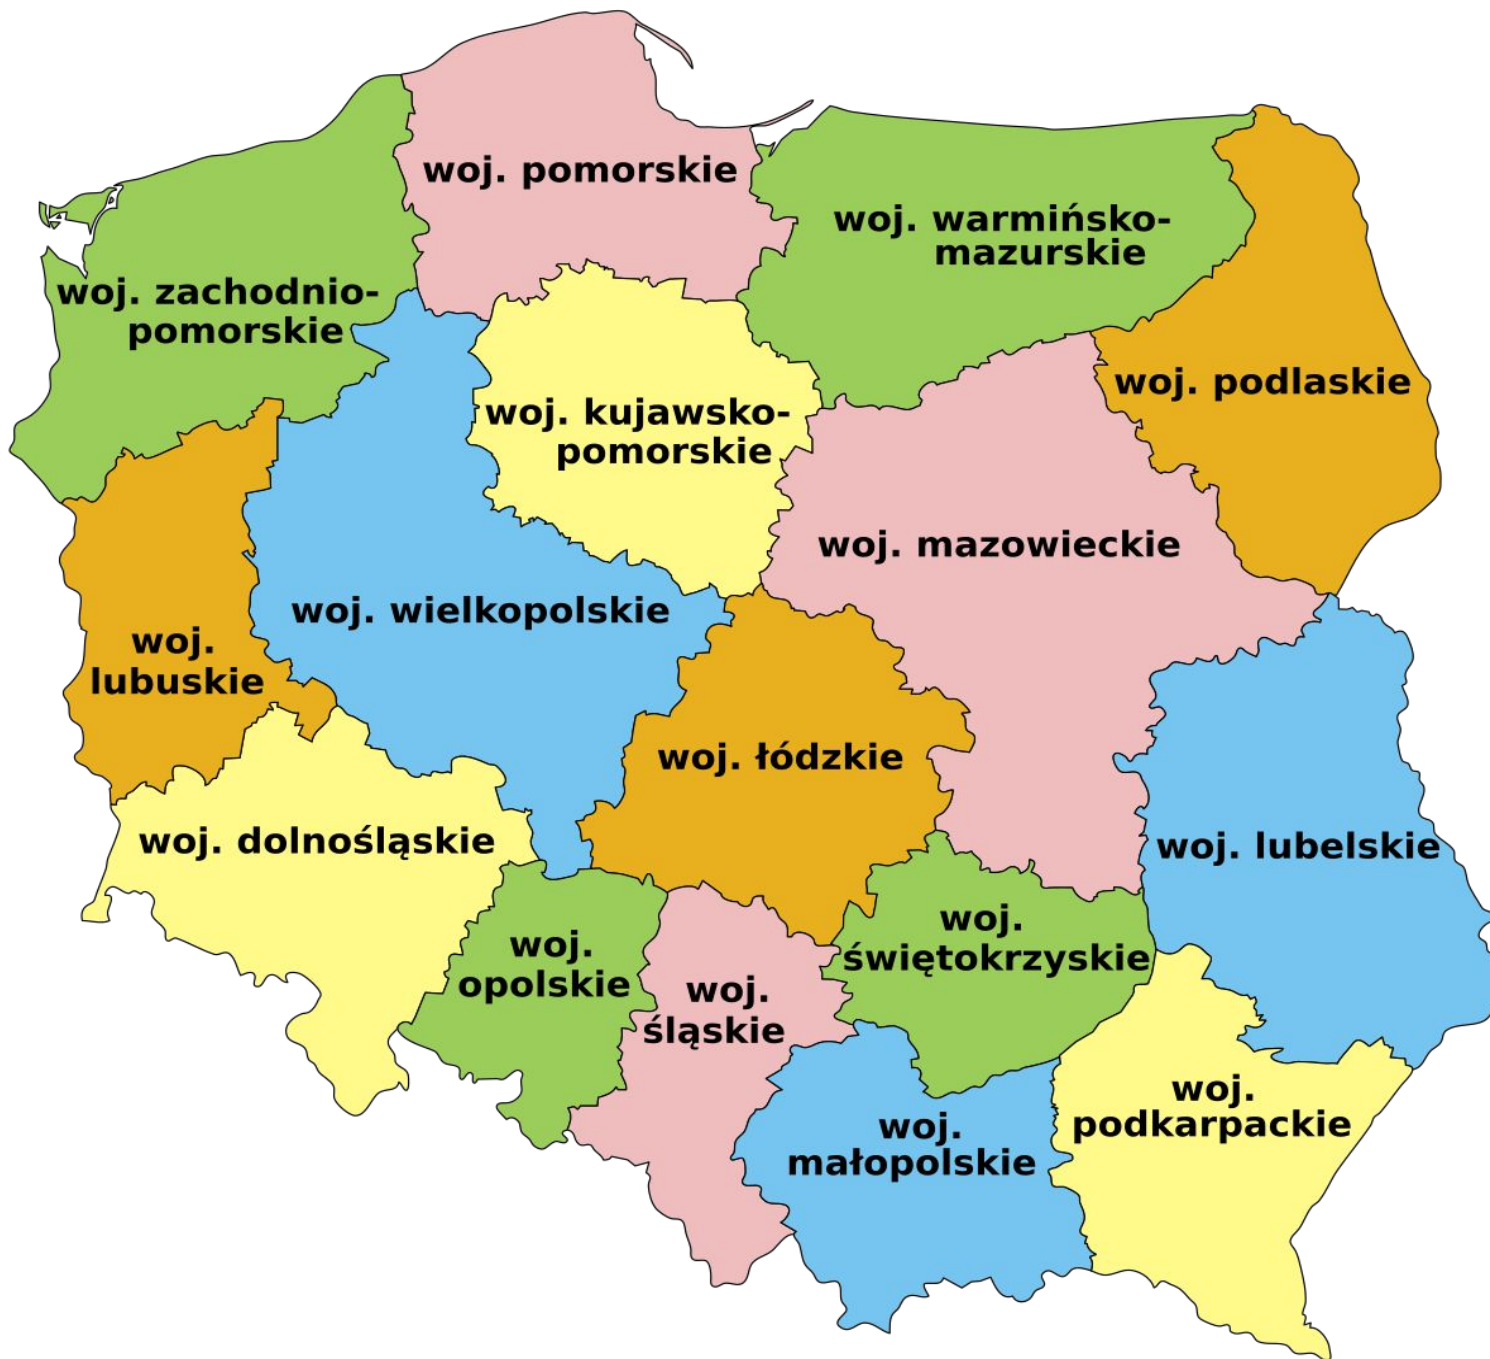 woj. pomorskie
woj. warmińsko-
mazurskie
woj. zachodnio-
pomorskie
woj. podlaskie
woj. kujawsko-
pomorskie
woj. mazowieckie
woj. wielkopolskie
woj.
lubuskie
woj. łódzkie
woj. dolnośląskie
woj. lubelskie
woj.
świętokrzyskie
woj.
opolskie
woj.
śląskie
woj.
podkarpackie
woj.
małopolskie